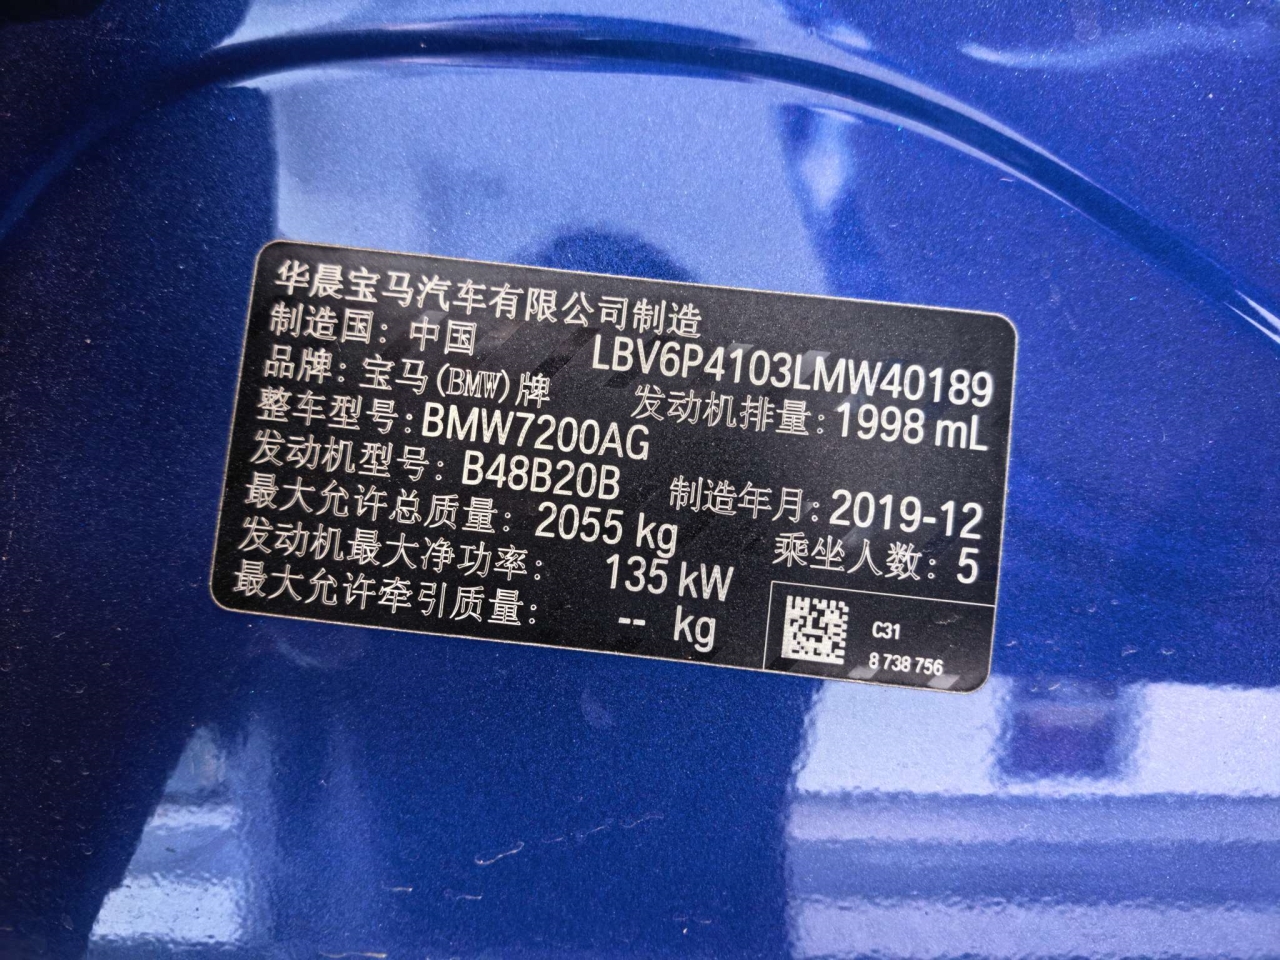 华晨宝马汽车有限公司制造
制造国：中国 LBV6P4103LMW40189
品牌：宝马(BMW)牌 发动机排量：1998 mL
整车型号：BMW7200AG
发动机型号：B48B20B 制造年月：2019-12
最大允许总质量：2055 kg 乘坐人数：5
发动机最大净功率：135 kW
最大允许牵引质量：-- kg
C31
8 738 756